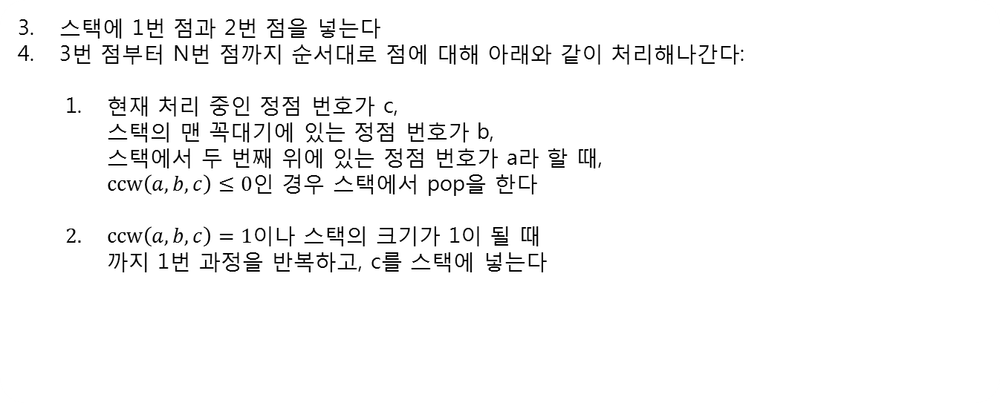 3. 스택에 1번 점과 2번 점을 넣는다
4. 3번 점부터 N번 점까지 순서대로 점에 대해 아래와 같이 처리해나간다:
1. 현재 처리 중인 정점 번호가 c,
스택의 맨 꼭대기에 있는 정점 번호가 b,
스택에서 두 번째 위에 있는 정점 번호가 a라 할 때,
ccw(a, b, c) ≤ 0인 경우 스택에서 pop을 한다
2. ccw(a, b, c) = 1이나 스택의 크기가 1이 될 때
까지 1번 과정을 반복하고, c를 스택에 넣는다